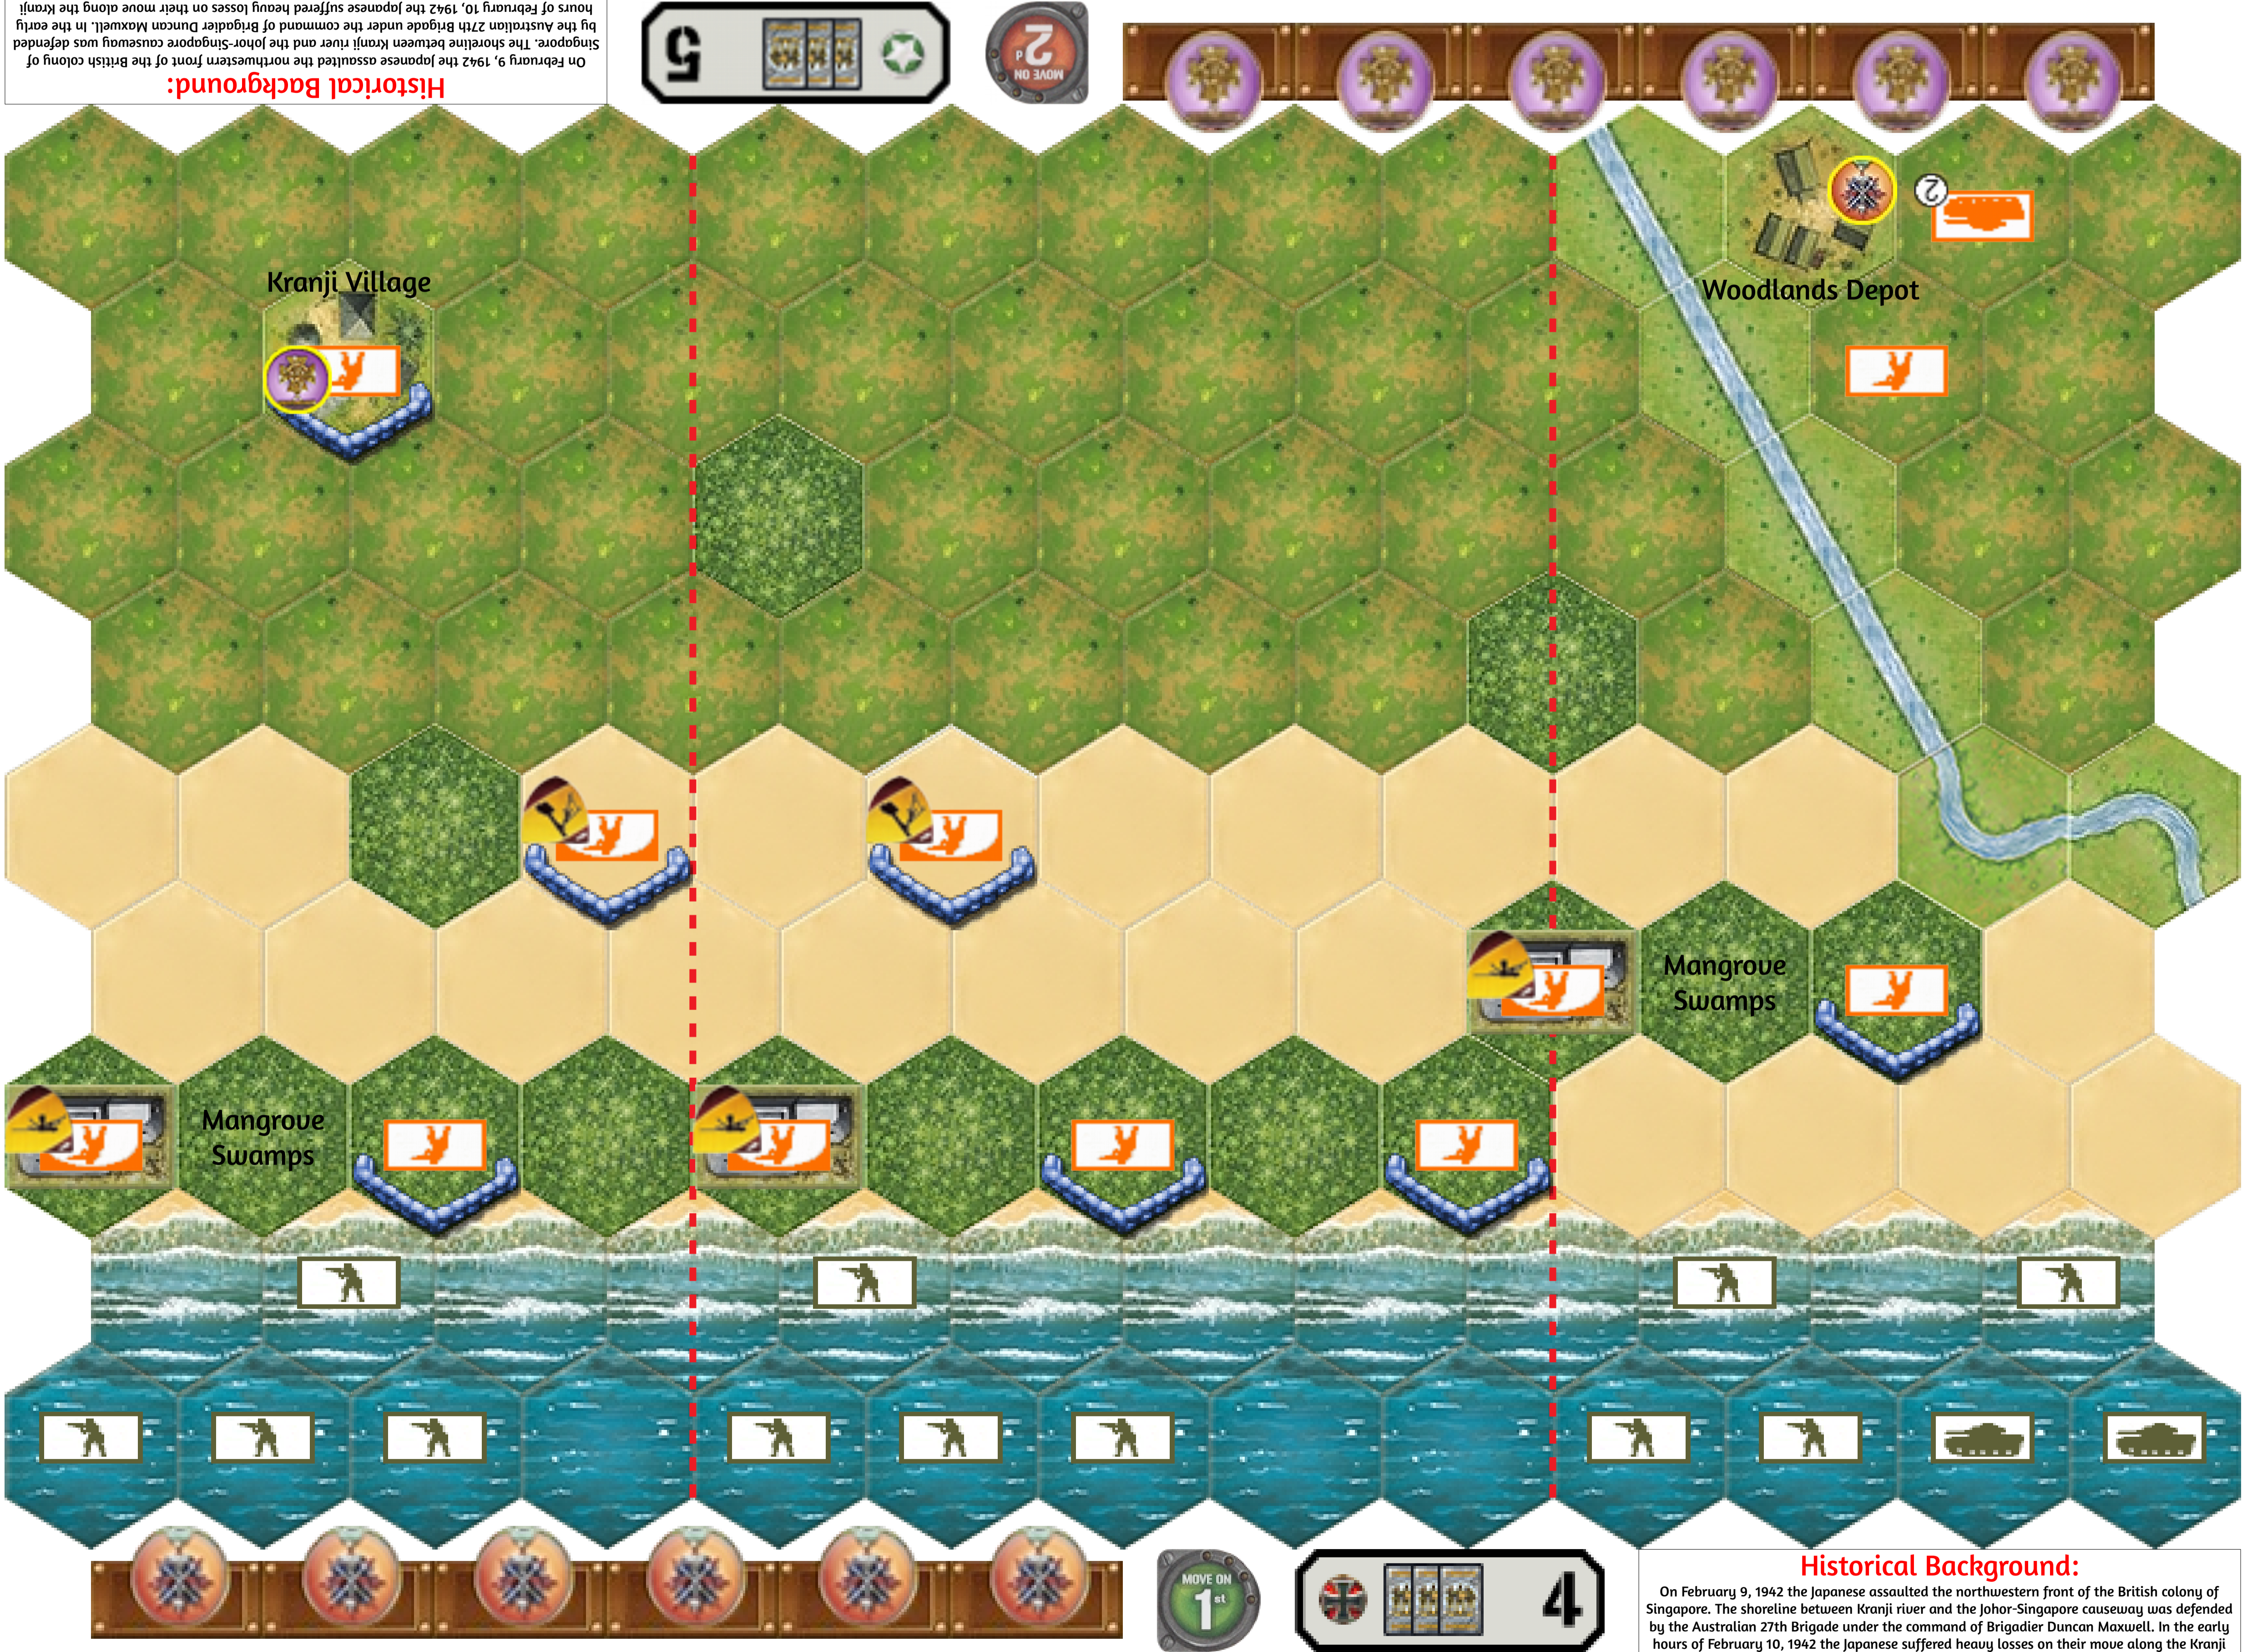 hours of February 10, 1942 the Japanese suffered heavy losses on their move along the Kranji
by the Australian 27th Brigade under the command of Brigadier Duncan Maxwell. In the early
Singapore. The shoreline between Kranji river and the Johor-Singapore causeway was defended
On February 9, 1942 the Japanese assaulted the northwestern front of the British colony of
Historical Background:
5
MOVE ON
2d
2
Kranji Village
Woodlands Depot
Mangrove
Swamps
Mangrove
Swamps
MOVE ON
1st
4
Historical Background:
On February 9, 1942 the Japanese assaulted the northwestern front of the British colony of
Singapore. The shoreline between Kranji river and the Johor-Singapore causeway was defended
by the Australian 27th Brigade under the command of Brigadier Duncan Maxwell. In the early
hours of February 10, 1942 the Japanese suffered heavy losses on their move along the Kranji